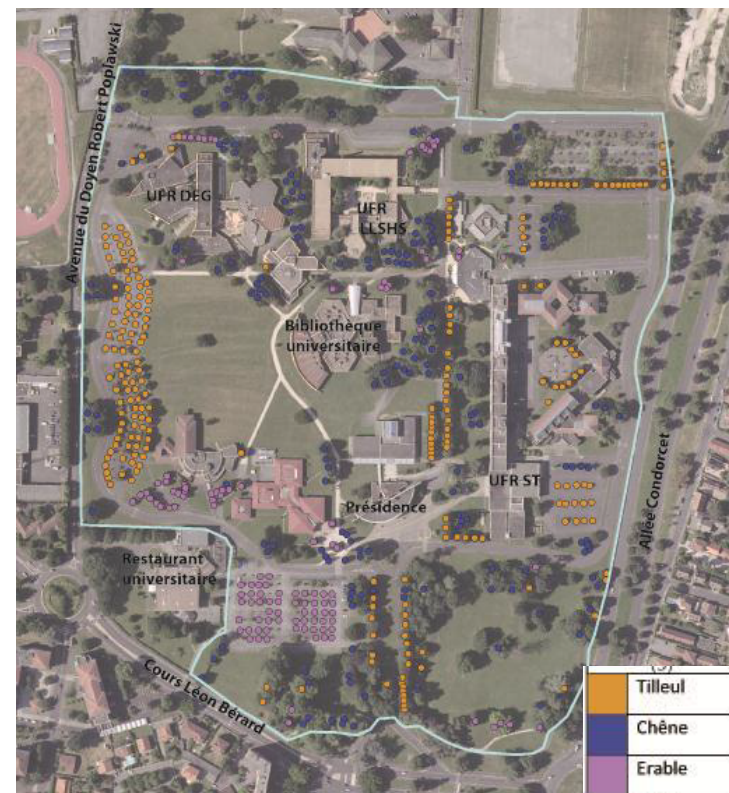 Avenue du Doyen Robert Poplawski
UFR DEG
UFR
LLSHS
Bibliothèque
universitaire
Présidence
UFR ST
Allée Condorcet
Restaurant
universitaire
Cours Léon Bérard
Tilleul
Chêne
Erable